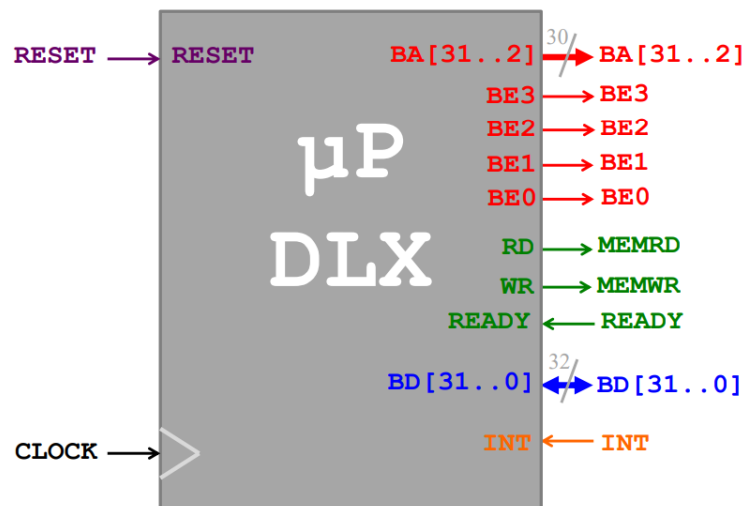 30
RESET RESET BA[31..2] BA[31..2]
BE3 BE3
BE2 BE2
µP
BE1 BE1
BE0 BE0
DLX
RD MEMRD
WR MEMWR
READY READY
32
BD[31..0] BD[31..0]
INT INT
CLOCK